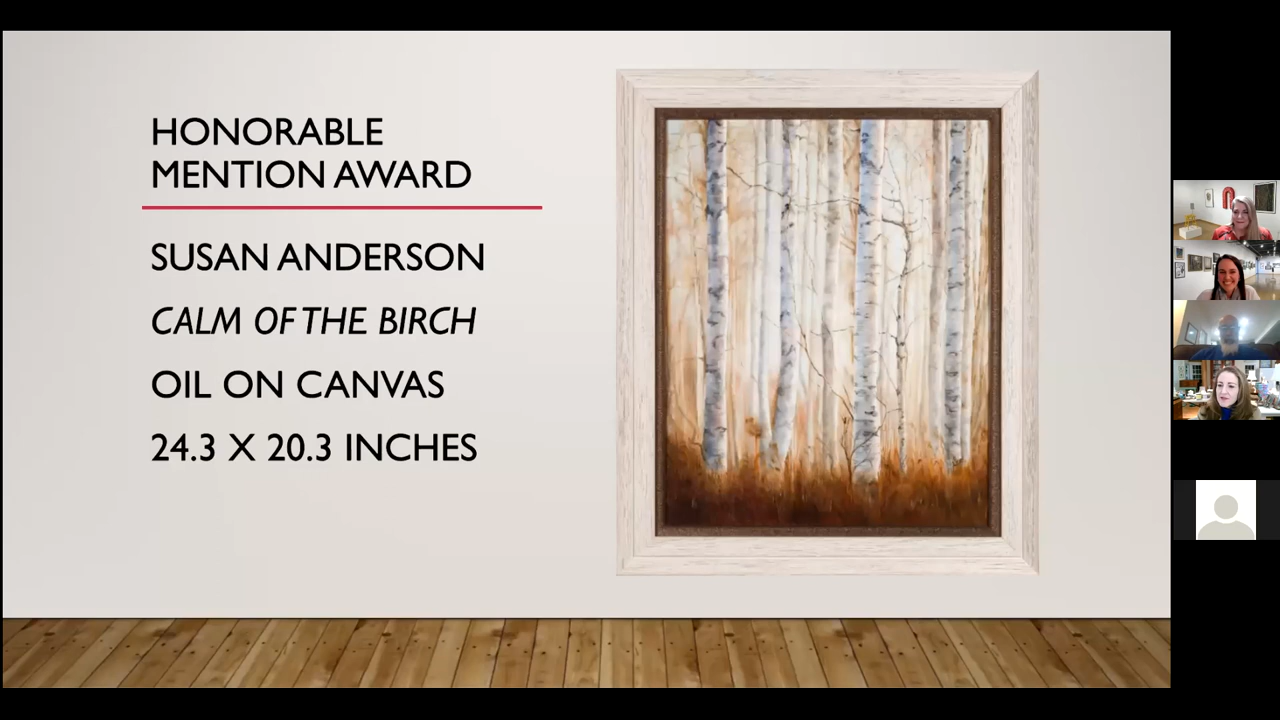 HONORABLE
MENTION AWARD
SUSAN ANDERSON
CALM OF THE BIRCH
OIL ON CANVAS
24.3 X 20.3 INCHES